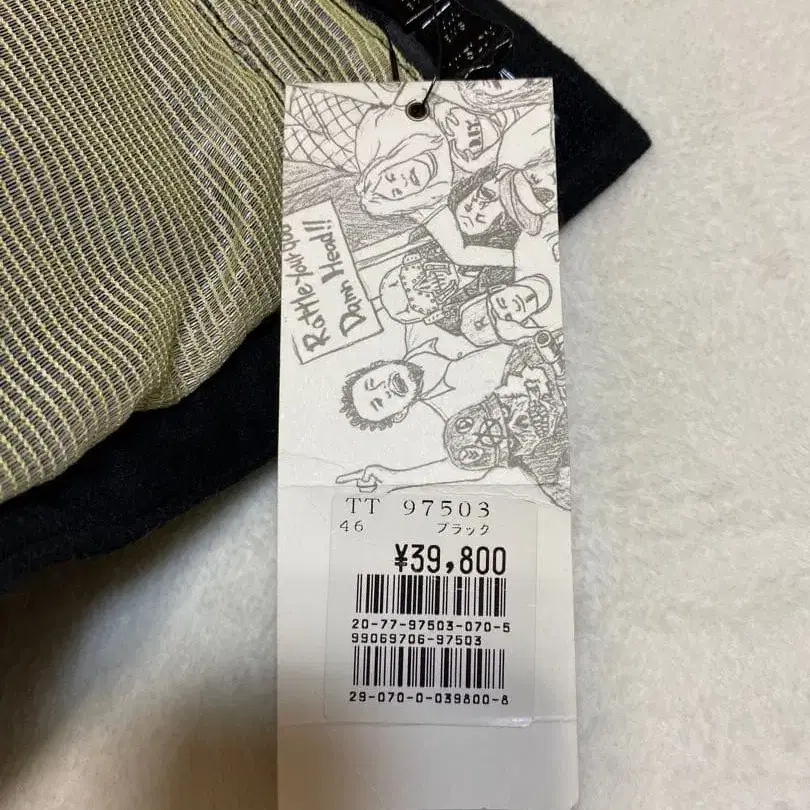 Rattle Your god
Damn Head!!
TT 97503
46 ブラック
¥39,800
20-77-97503-070-5
99069706-97503
29-070-0-039800-8